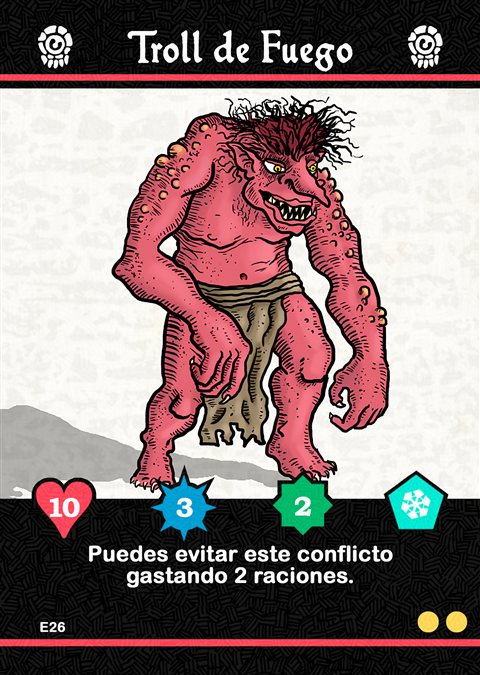 Troll de Fuego
10
3
2
Puedes evitar este conflicto
gastando 2 raciones.
E26